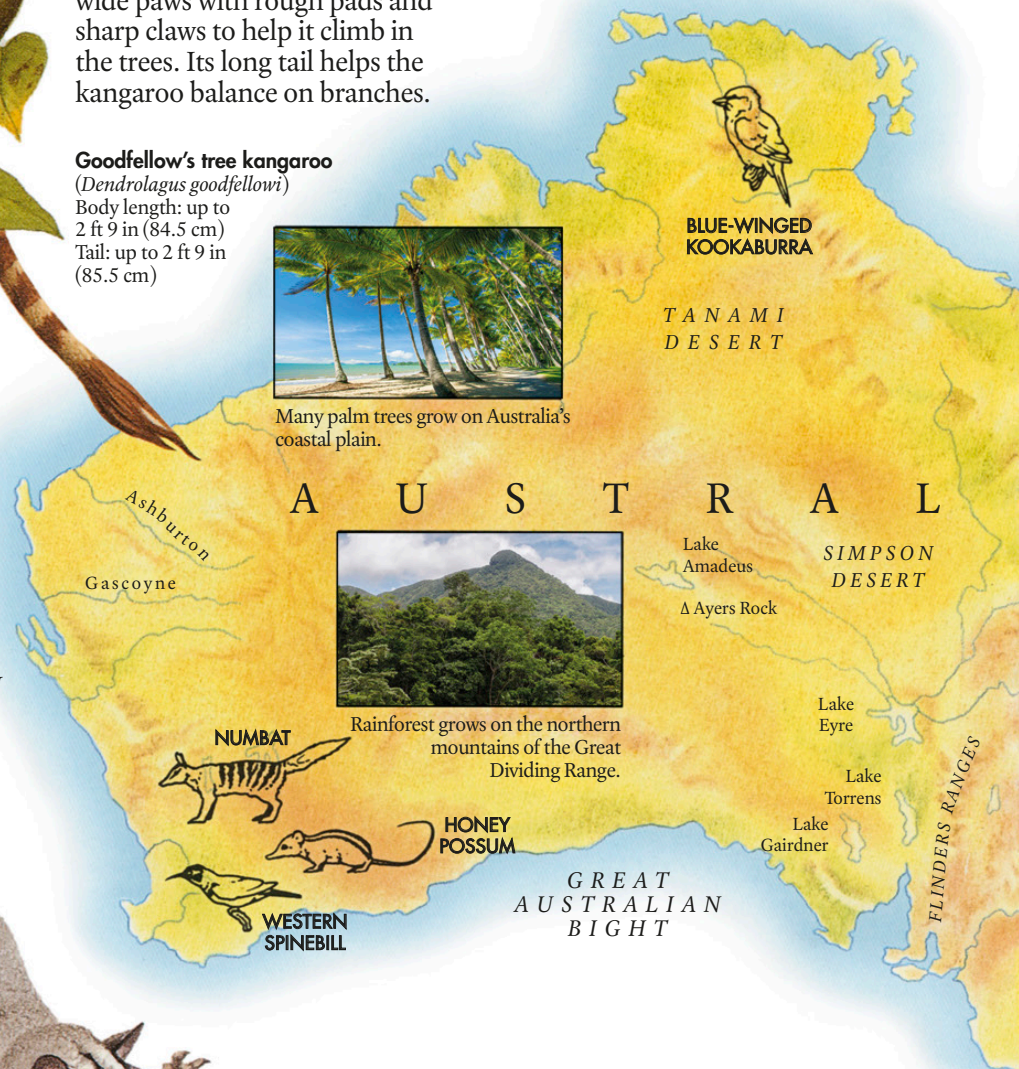 wide paws with rough pads and
sharp claws to help it climb in
the trees. Its long tail helps the
kangaroo balance on branches.
Goodfellow's tree kangaroo
(Dendrolagus goodfellowi)
Body length: up to
2 ft 9 in (84.5 cm)
Tail: up to 2 ft 9 in
(85.5 cm)
BLUE-WINGED
KOOKABURRA
TANAMI
DESERT
Many palm trees grow on Australia's
coastal plain.
AUSTRAL
Ashburton
Gascoyne
Lake
Amadeus
Δ Ayers Rock
SIMPSON
DESERT
Rainforest grows on the northern
mountains of the Great
Dividing Range.
Lake
Eyre
Lake
Torrens
Lake
Gairdner
FLINDERS RANGES
NUMBAT
HONEY
POSSUM
WESTERN
SPINEBILL
GREAT
AUSTRALIAN
BIGHT